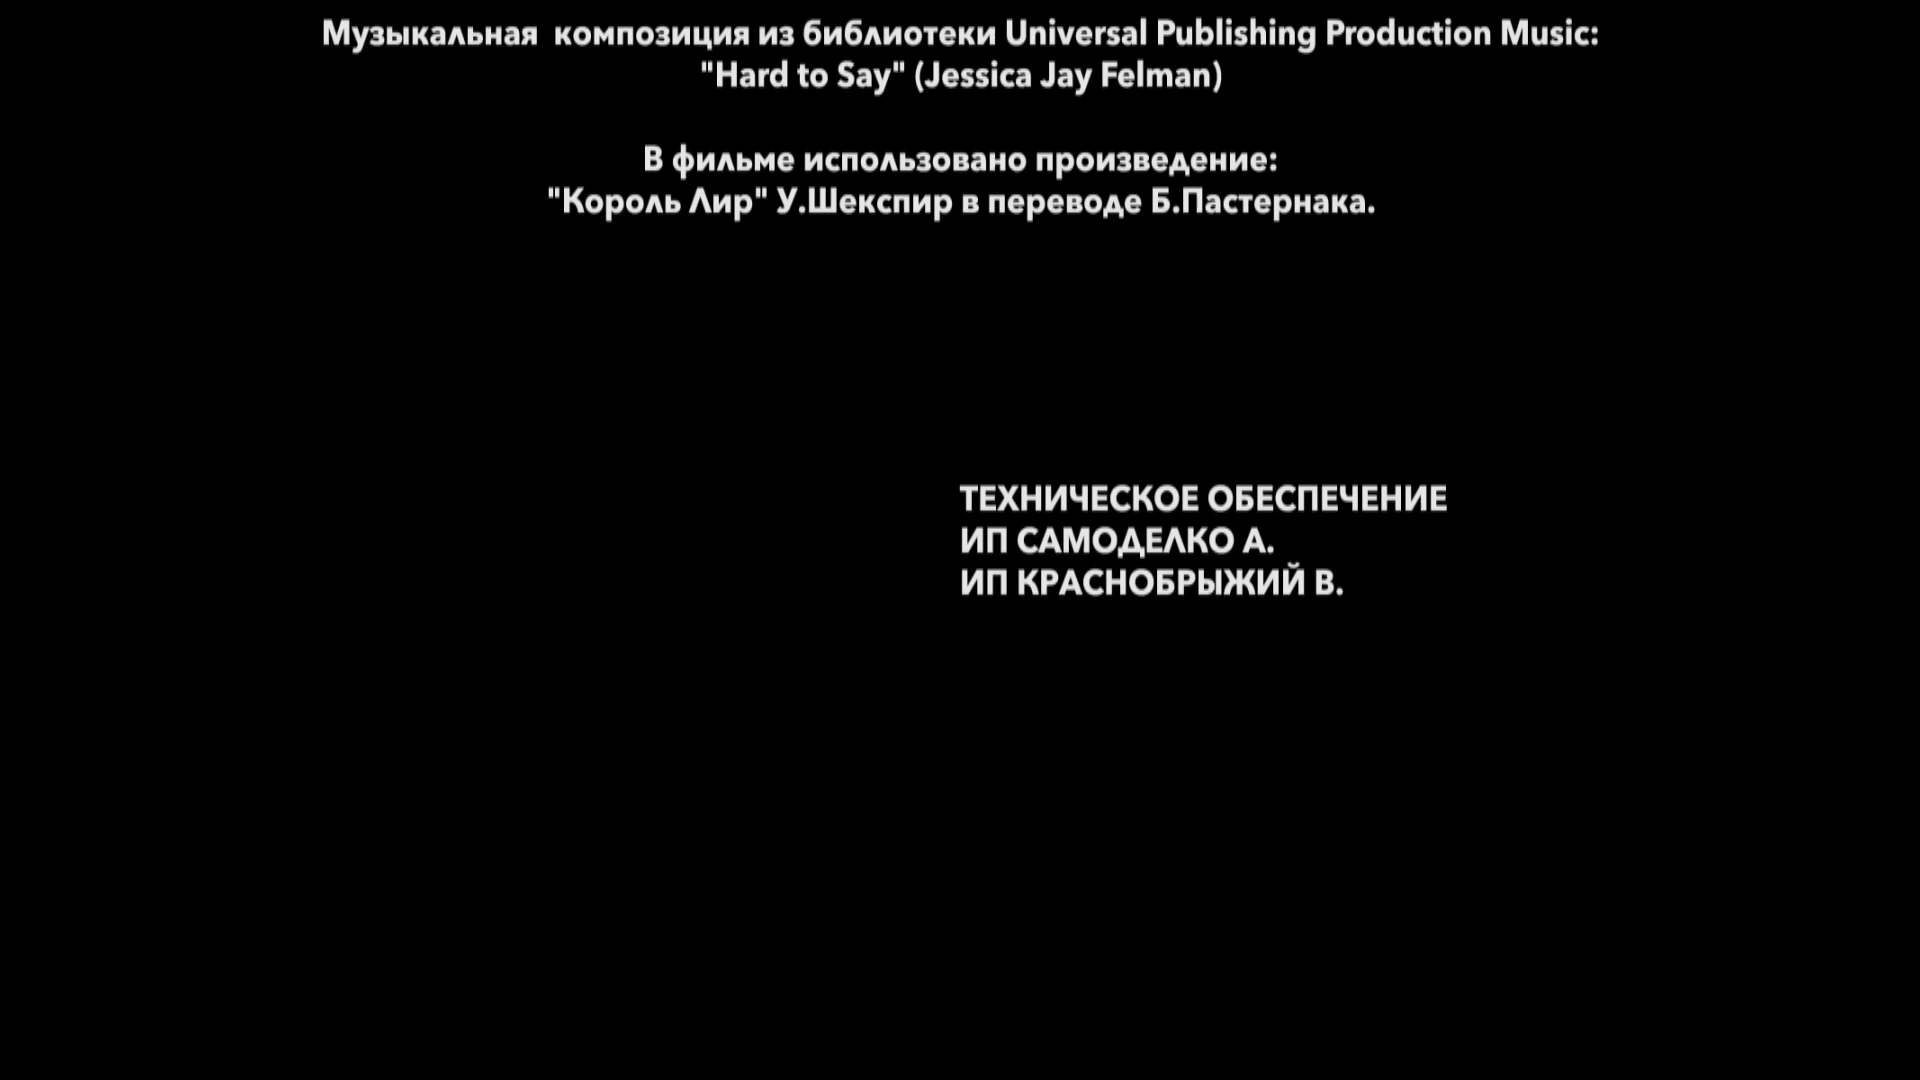 Музыкальная  композиция из библиотеки Universal Publishing Production Music:
"Hard to Say" (Jessica Jay Felman)
В фильме использовано произведение:
"Король Лир" У.Шекспир в переводе Б.Пастернака.
ТЕХНИЧЕСКОЕ ОБЕСПЕЧЕНИЕ
ИП САМОДЕЛКО А.
ИП КРАСНОБРЫЖИЙ В.